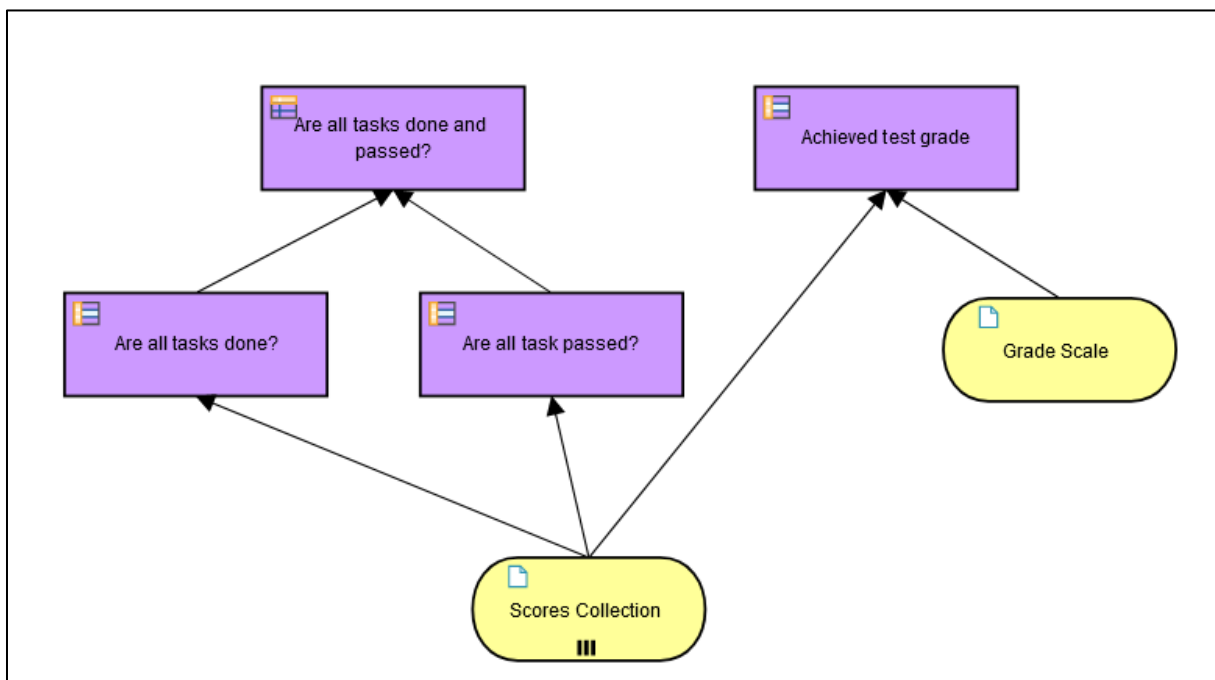 Are all tasks done and
passed?
Achieved test grade
Are all tasks done?
Are all task passed?
Grade Scale
Scores Collection